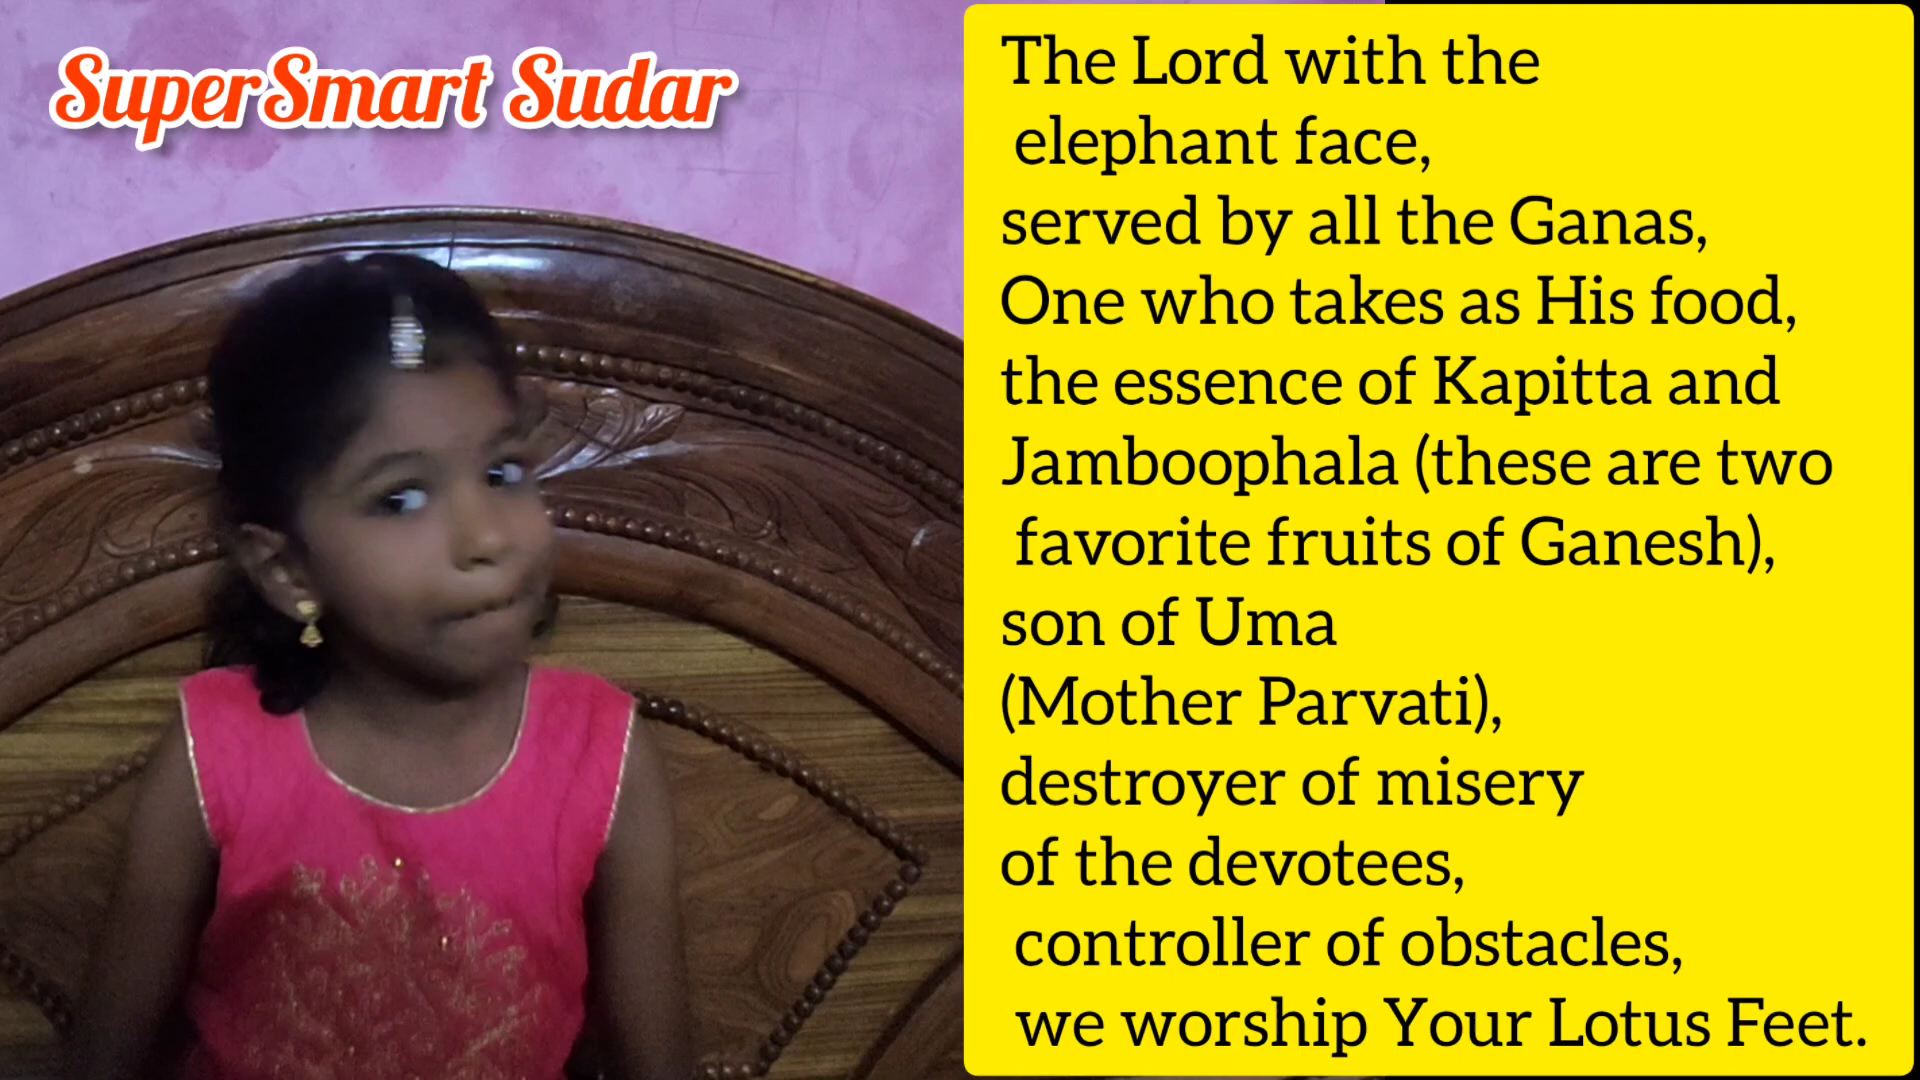 SuperSmart Sudar
The Lord with the
elephant face,
served by all the Ganas,
One who takes as His food,
the essence of Kapitta and
Jamboophala (these are two
favorite fruits of Ganesh),
son of Uma
(Mother Parvati),
destroyer of misery
of the devotees,
controller of obstacles,
we worship Your Lotus Feet.